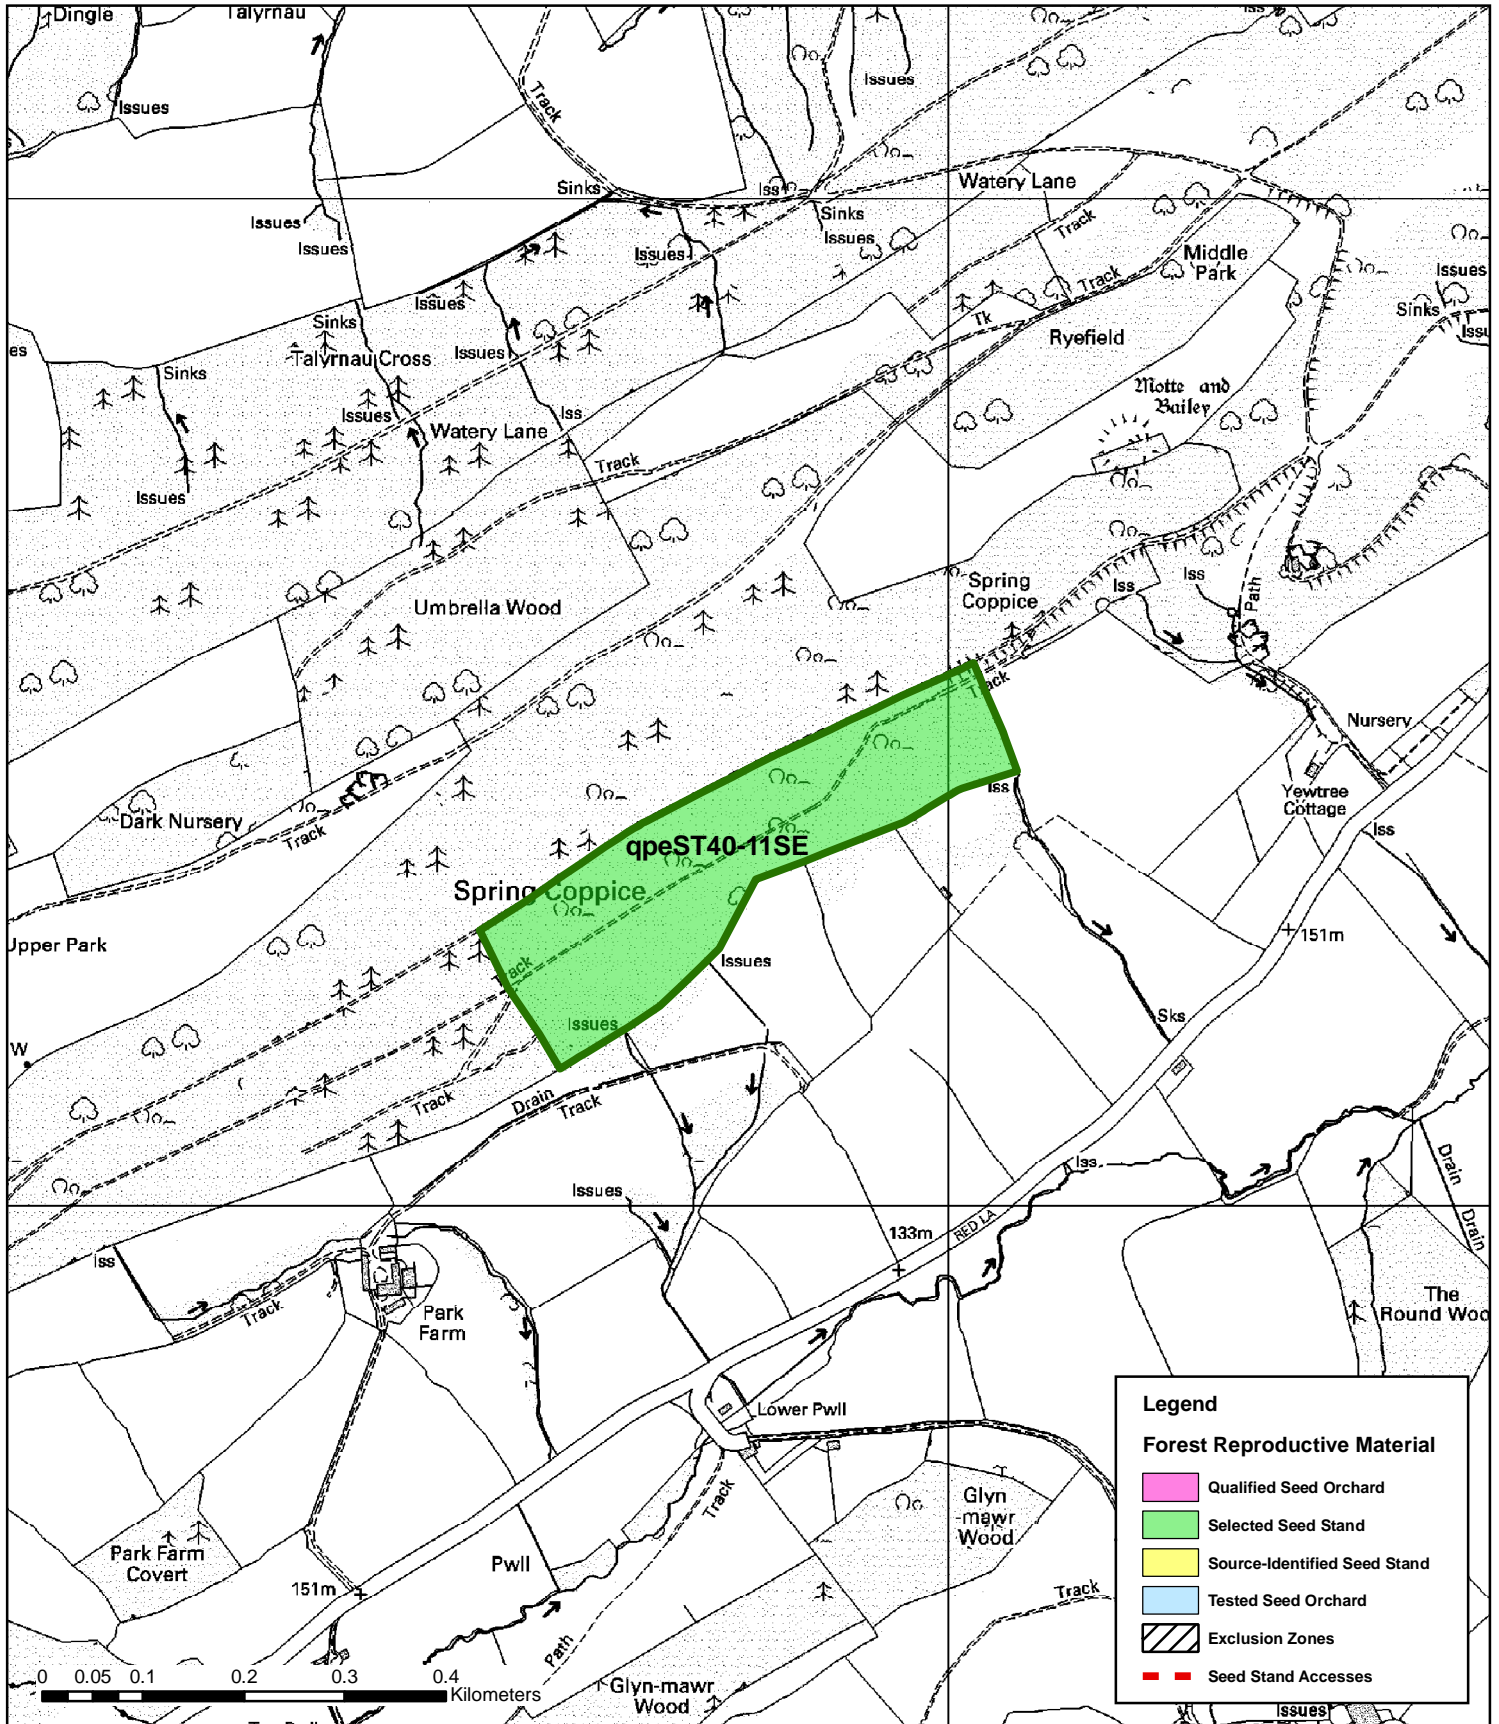 Dingle
Talyrnau
Iss
Issues
Issues
Track
Sinks
Iss
Watery Lane
Issues
Issues
Sinks
Issues
Issues
Track
Middle
Park
Issues
Sinks
Issu
Issues
Track
Tk
Sinks
Ryefield
es
Talyrnau Cross
Issues
Sinks
Motte and
Bailey
Issues
Iss
Watery Lane
Track
Issues
Spring
Coppice
Iss
Iss
Path
Umbrella Wood
Track
Nursery
Yewtree
Cottage
Iss
Dark Nursery
Track
Iss
qpeST40-11SE
Spring Coppice
Upper Park
151m
Track
Issues
Issues
Sks
W
Track
Drain
Track
Drain
Drain
Iss
Issues
133m
RED LA
Iss
Track
Park
Farm
The
Round Woo
Lower Pwll
Track
Glyn
-mawr
Wood
Park Farm
Covert
Pwll
151m
Track
Path
Glyn-mawr
Wood
Issues
0 0.05 0.1 0.2 0.3 0.4
Kilometers
Legend
Forest Reproductive Material
Qualified Seed Orchard
Selected Seed Stand
Source-Identified Seed Stand
Tested Seed Orchard
Exclusion Zones
Seed Stand Accesses